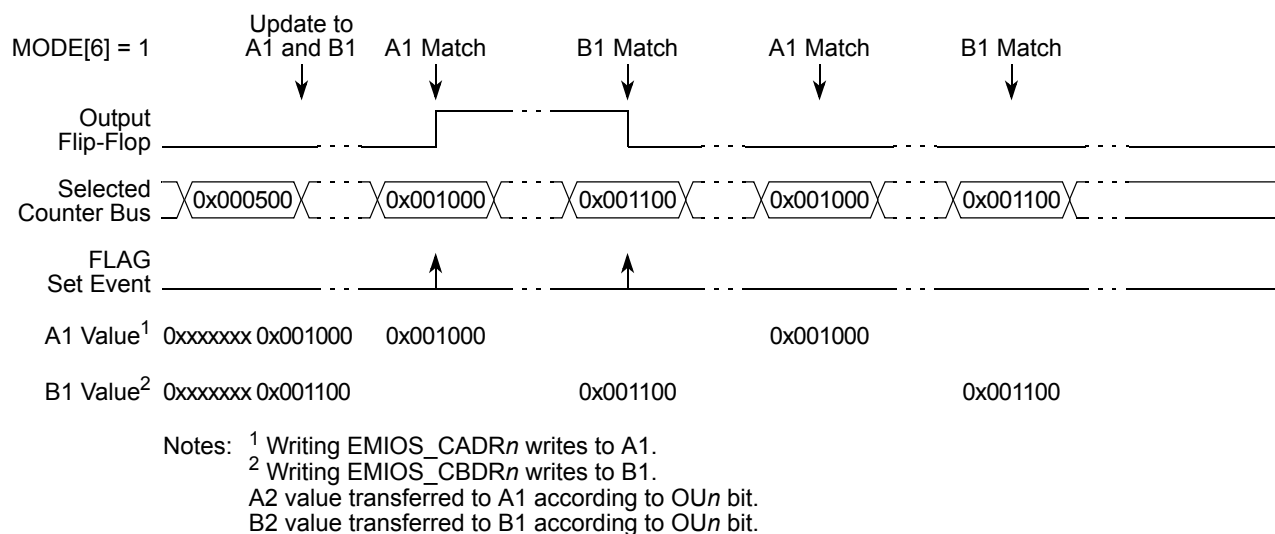 Update to
MODE[6] = 1 A1 and B1 A1 Match B1 Match A1 Match B1 Match
Output
Flip-Flop
Selected
Counter Bus 0x000500 0x001000 0x001100 0x001000 0x001100
FLAG
Set Event
A1 Value1 0xxxxxxx 0x001000 0x001000 0x001000
B1 Value2 0xxxxxxx 0x001100 0x001100 0x001100
Notes: 1 Writing EMIOS_CADRn writes to A1.
2 Writing EMIOS_CBDRn writes to B1.
A2 value transferred to A1 according to OUn bit.
B2 value transferred to B1 according to OUn bit.